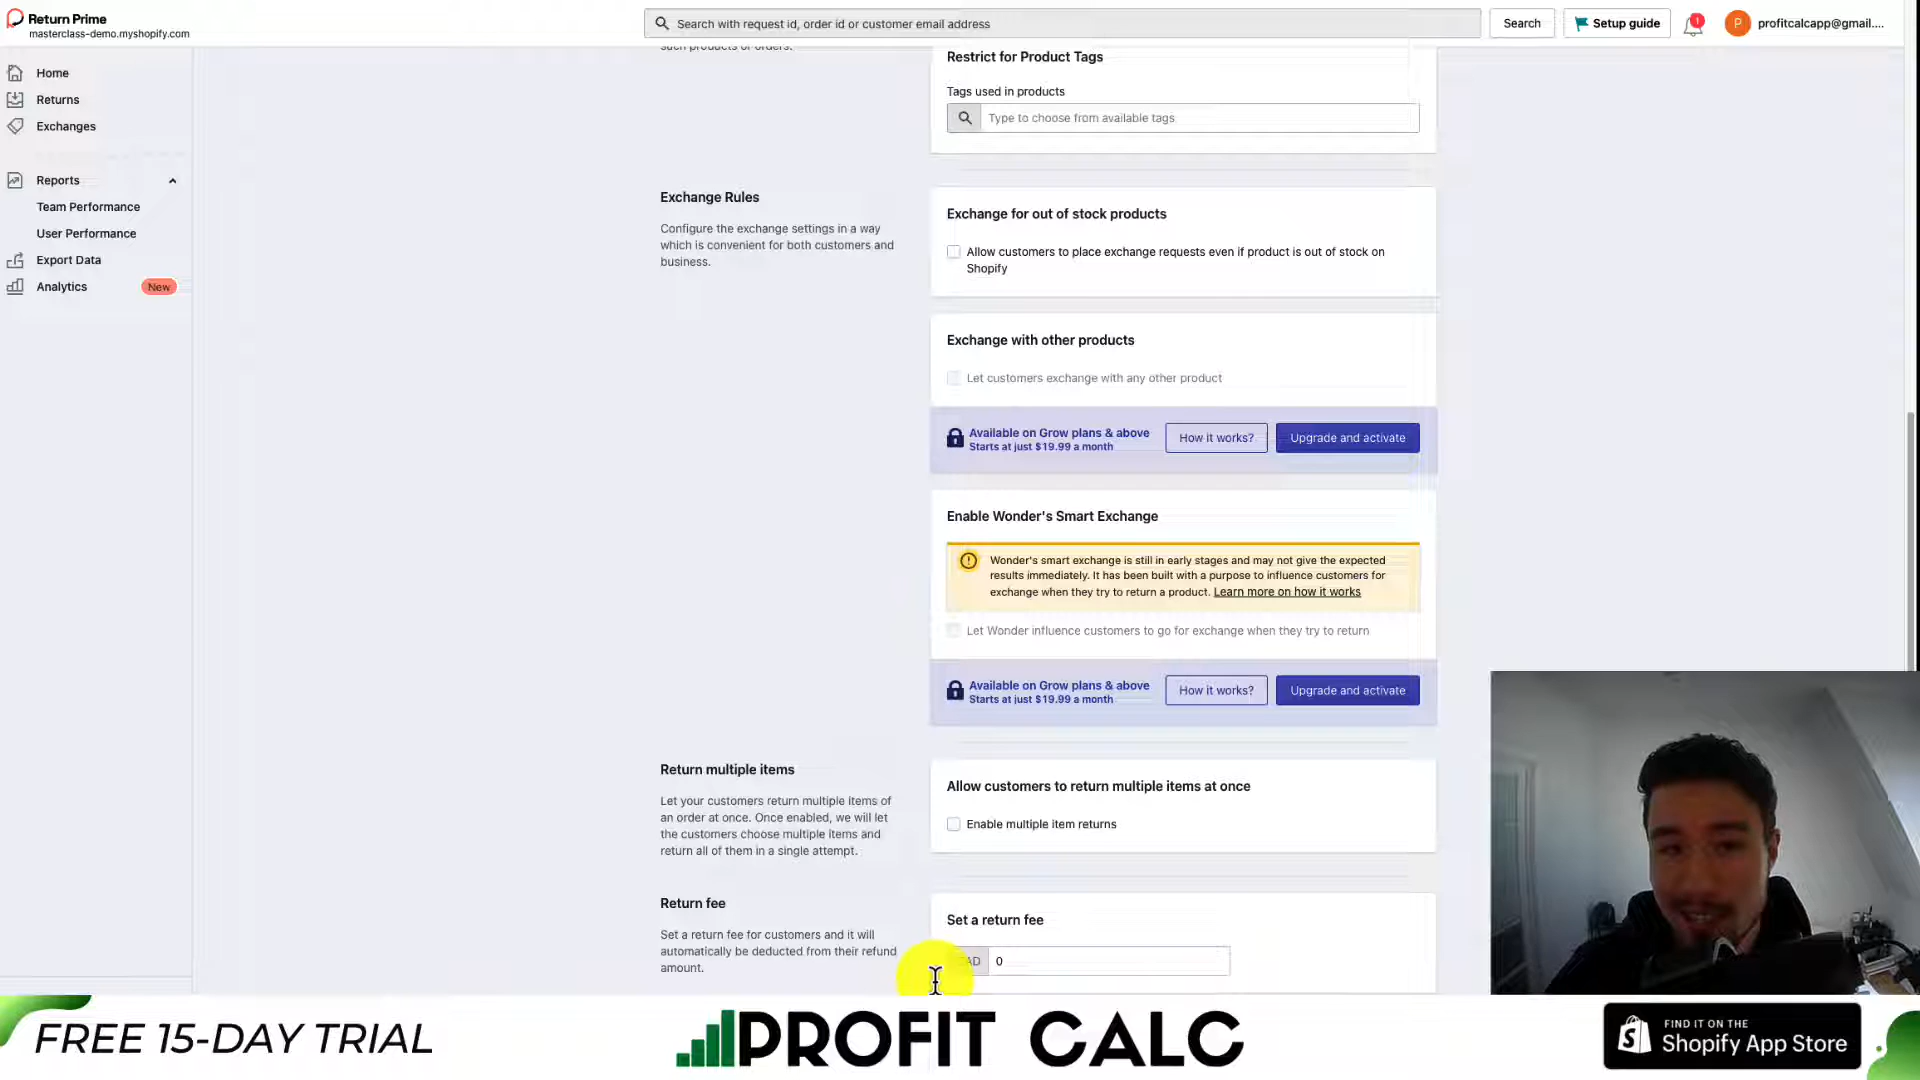 Return Prime
masterclass-demo.myshopify.com
Search with request id, order id or customer email address
Search
Setup guide
1
P
profitcalcapp@gmail....
Home
Returns
Exchanges
Reports
Team Performance
User Performance
Export Data
Analytics
New
such products or orders.
Restrict for Product Tags
Tags used in products
Type to choose from available tags
Exchange Rules
Configure the exchange settings in a way
which is convenient for both customers and
business.
Exchange for out of stock products
Allow customers to place exchange requests even if product is out of stock on
Shopify
Exchange with other products
Let customers exchange with any other product
Available on Grow plans & above
Starts at just $19.99 a month
How it works?
Upgrade and activate
Enable Wonder's Smart Exchange
Wonder's smart exchange is still in early stages and may not give the expected
results immediately. It has been built with a purpose to influence customers for
exchange when they try to return a product. Learn more on how it works
Let Wonder influence customers to go for exchange when they try to return
Available on Grow plans & above
Starts at just $19.99 a month
How it works?
Upgrade and activate
Return multiple items
Let your customers return multiple items of
an order at once. Once enabled, we will let
the customers choose multiple items and
return all of them in a single attempt.
Allow customers to return multiple items at once
Enable multiple item returns
Return fee
Set a return fee for customers and it will
automatically be deducted from their refund
amount.
Set a return fee
0
FREE 15-DAY TRIAL
PROFIT CALC
FIND IT ON THE
Shopify App Store